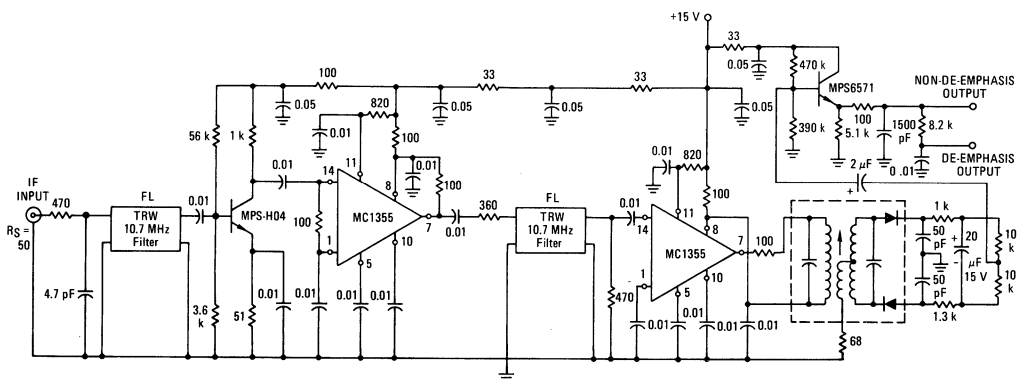 +15 V
33
0.05
470 k
MPS6571
NON-DE-EMPHASIS
OUTPUT
100
33
33
0.05
0.05
0.05
0.05
390 k
5.1 k
100
1500
pF
8.2 k
DE-EMPHASIS
OUTPUT
0 .01
2 μF
+
56 k
1 k
0.01
820
100
11
8
0.01
100
0.01
14
100
1
MC1355
7
10
5
0.01
IF
INPUT
RS =
50
470
4.7 pF
FL
TRW
10.7 MHz
Filter
0.01
MPS-H04
3.6
k
51
0.01
0.01
0.01
0.01
360
FL
TRW
10.7 MHz
Filter
470
0.01
0.01
820
14
11
100
8
MC1355
7
100
1
10
5
0.01
0.01
0.01
0.01
68
50
pF
50
pF
1 k
+
20
μF
15 V
-
1.3 k
10
k
10
k